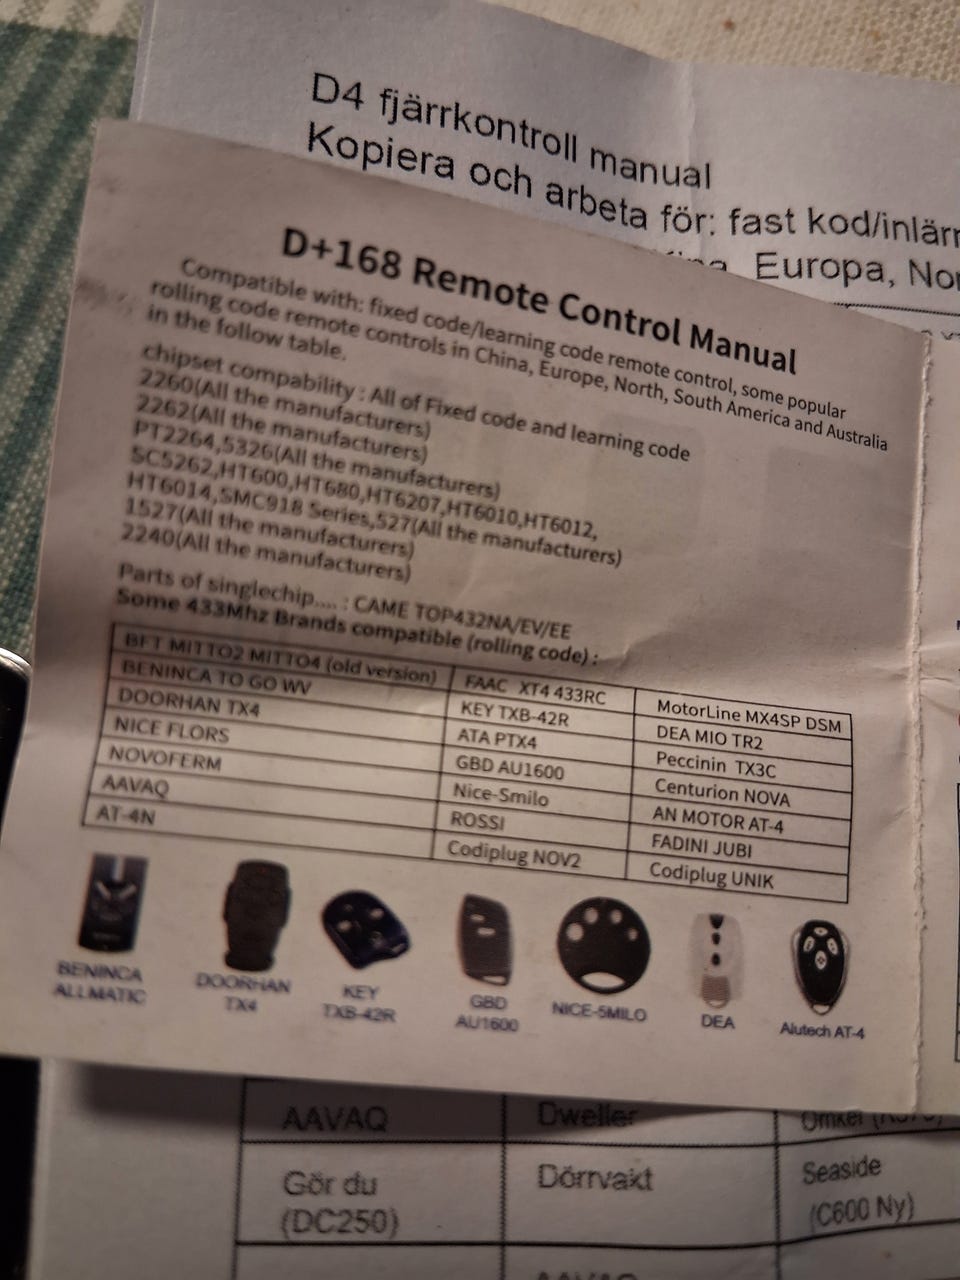 D4 fjärrkontroll manual
Kopiera och arbeta för: fast kod/inlärn
Europa, Nor
D+168 Remote Control Manual
Compatible with: fixed code/learning code remote control, some popular
rolling code remote controls in China, Europe, North, South America and Australia
in the follow table.
chipset compability : All of Fixed code and learning code
2260(All the manufacturers)
2262(All the manufacturers)
PT2264,5326(All the manufacturers)
SC5262,HT600,HT680,HT6207,HT6010,HT6012,
HT6014,SMC918 Series,527(All the manufacturers)
1527(All the manufacturers)
2240(All the manufacturers)
Parts of singlechip.... : CAME TOP432NA/EV/EE
Some 433Mhz Brands compatible (rolling code) :
BFT MITTO2 MITTO4 (old version) FAAC XT4 433RC MotorLine MX4SP DSM
BENINCA TO GO WV KEY TXB-42R DEA MIO TR2
DOORHAN TX4 ATA PTX4 Peccinin TX3C
NICE FLORS GBD AU1600 Centurion NOVA
NOVOFERM Nice-Smilo AN MOTOR AT-4
AAVAQ ROSSI FADINI JUBI
AT-4N Codiplug NOV2 Codiplug UNIK
BENINCA ALLMATIC
DOORHAN TX4
KEY TXB-42R
GBD AU1600
NICE-5MILO
DEA
Alutech AT-4
AAVAQ Dweller
Gör du (DC250) Dörrvakt Seaside (C600 Ny)